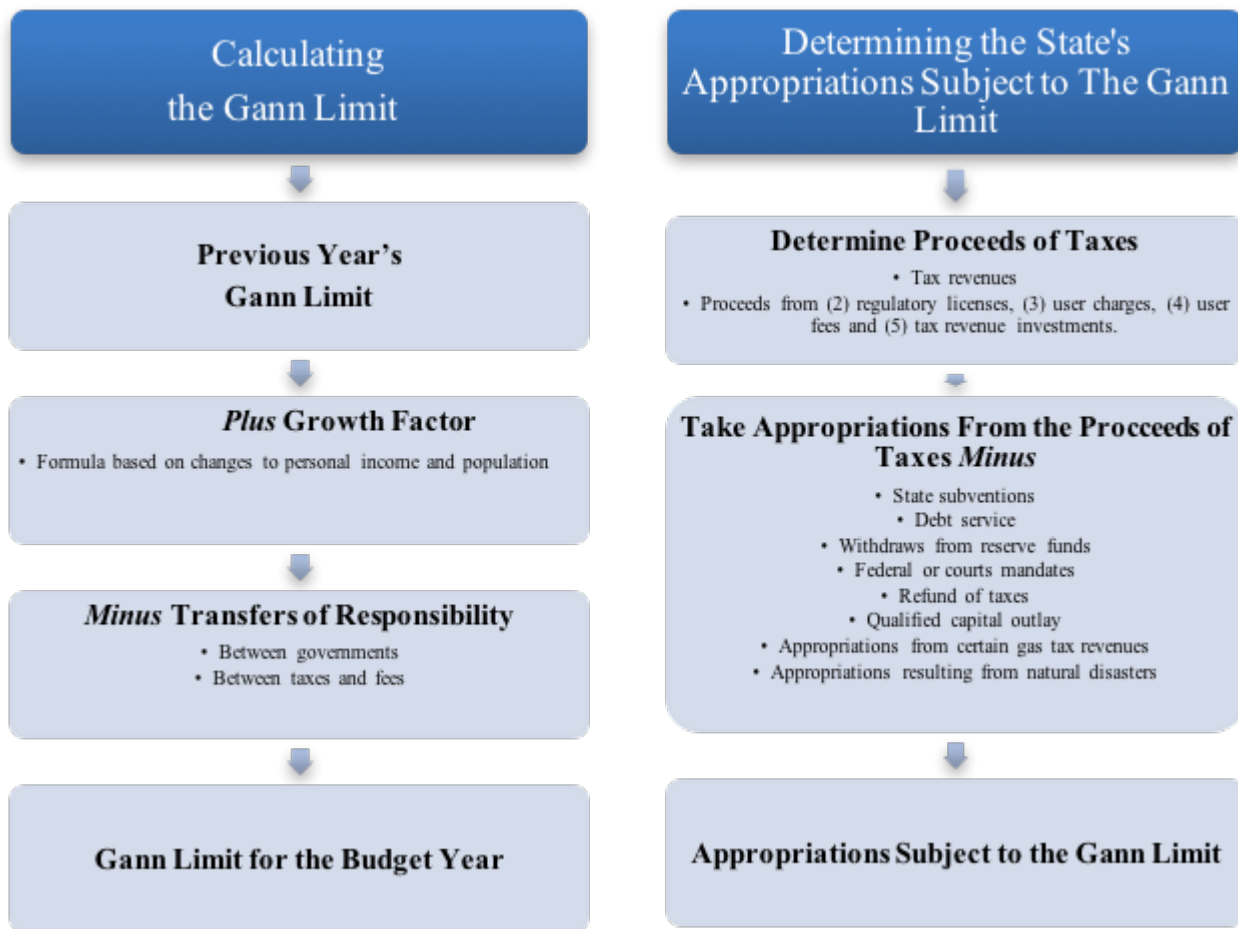 Calculating
the Gann Limit
Previous Year's
Gann Limit
Plus Growth Factor
• Formula based on changes to personal income and population
Minus Transfers of Responsibility
• Between governments
• Between taxes and fees
Gann Limit for the Budget Year
Determining the State's
Appropriations Subject to The Gann
Limit
Determine Proceeds of Taxes
• Tax revenues
• Proceeds from (2) regulatory licenses, (3) user charges, (4) user
fees and (5) tax revenue investments.
Take Appropriations From the Procceeds of
Taxes Minus
• State subventions
• Debt service
• Withdraws from reserve funds
• Federal or courts mandates
• Refund of taxes
• Qualified capital outlay
• Appropriations from certain gas tax revenues
• Appropriations resulting from natural disasters
Appropriations Subject to the Gann Limit